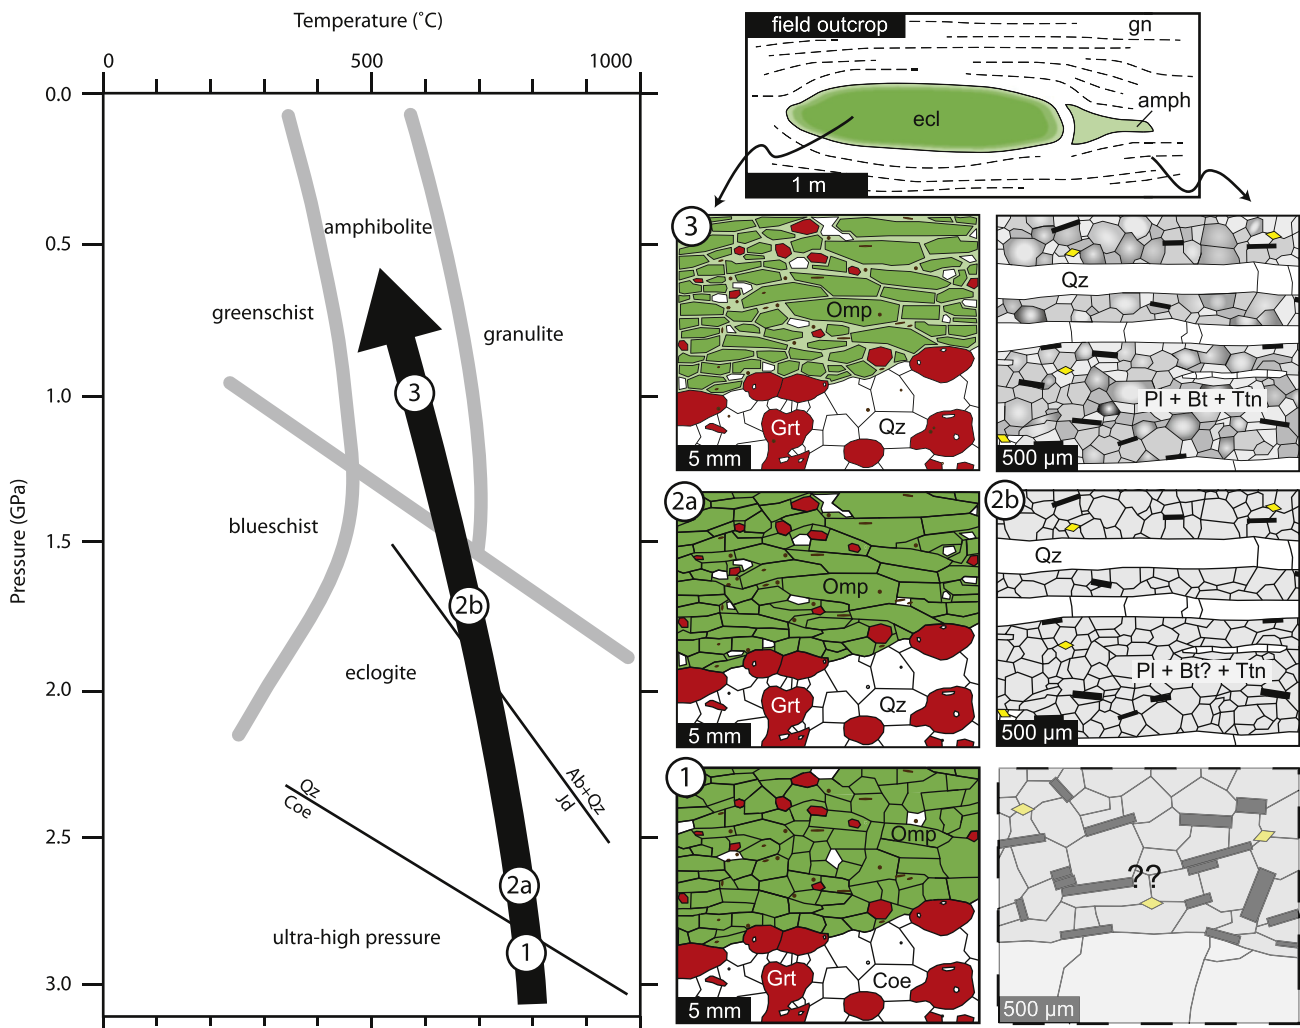 Temperature (˚C)
0
500
1000
0.0
0.5
1.0
1.5
2.0
2.5
3.0
Pressure (GPa)
amphibolite
greenschist
granulite
blueschist
eclogite
ultra-high pressure
Qz
Coe
Ab+Qz
Jd
3
2b
2a
1
field outcrop
gn
ecl
amph
1 m
3
Omp
Grt
Qz
5 mm
Qz
Pl + Bt + Ttn
500 µm
2a
Omp
Grt
Qz
5 mm
2b
Qz
Pl + Bt? + Ttn
500 µm
1
Omp
Grt
Coe
5 mm
??
500 µm